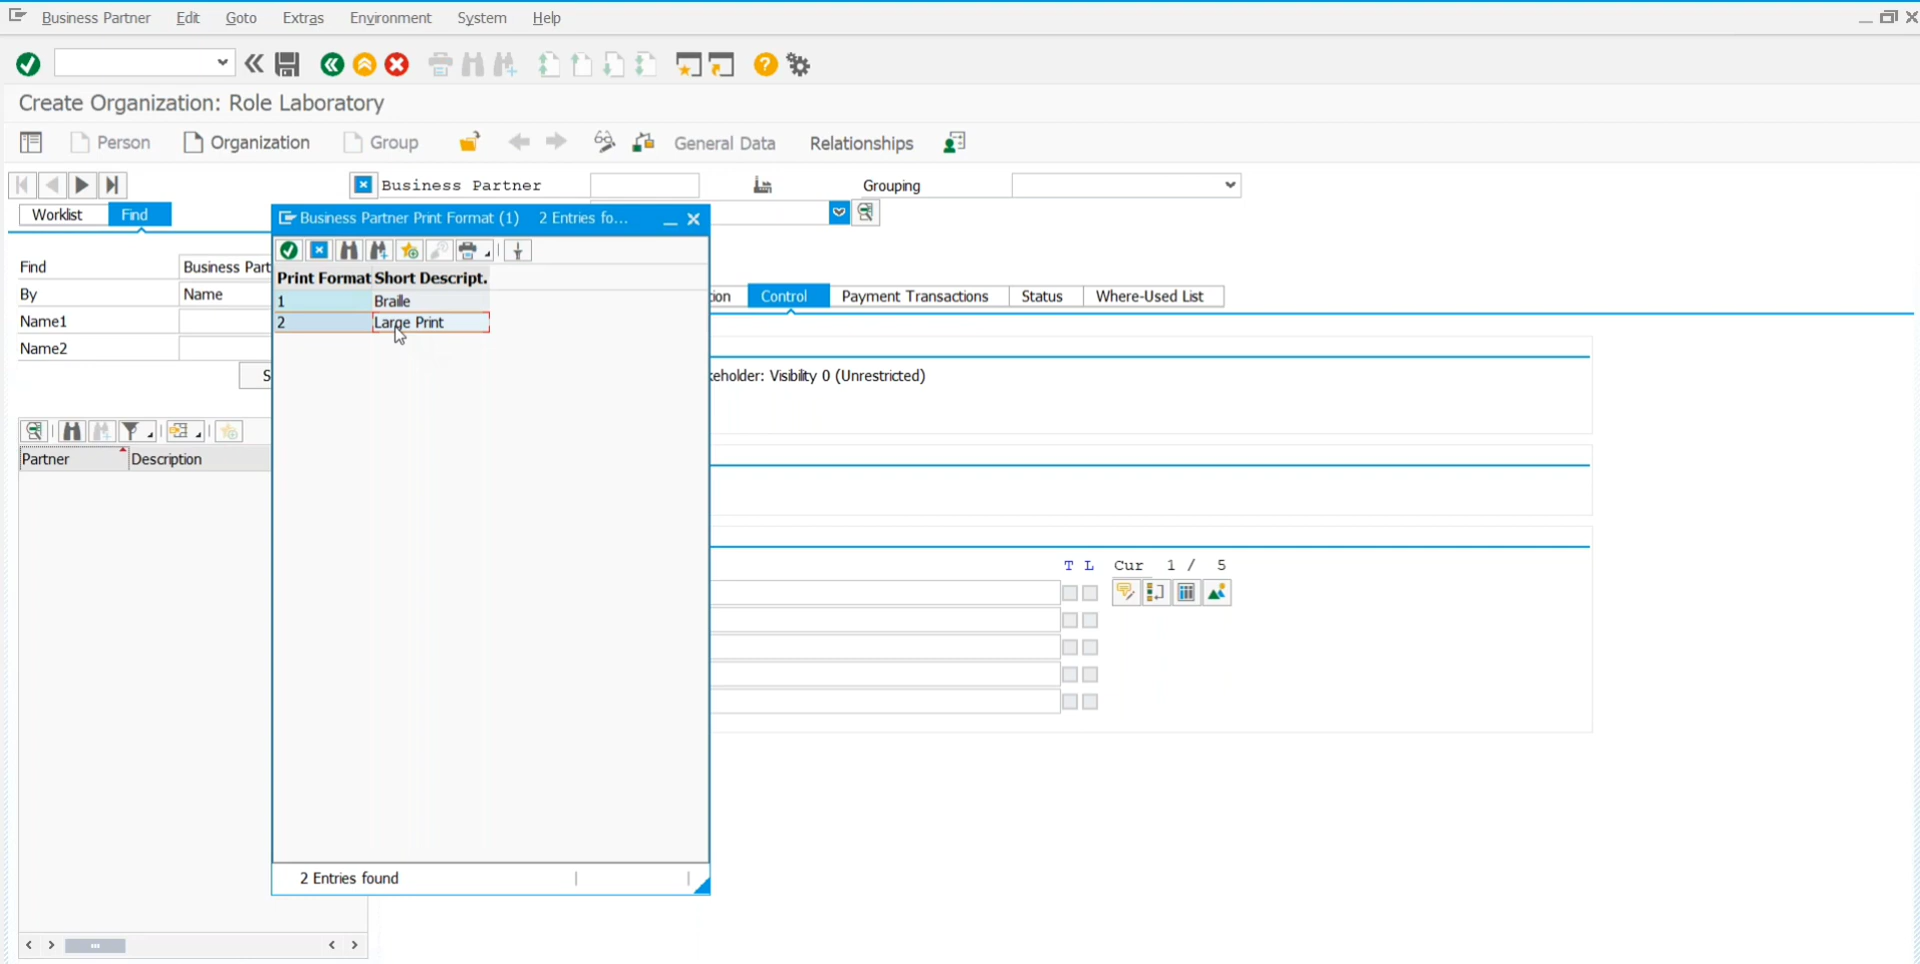 Business Partner Edit Goto Extras Environment System Help
Create Organization: Role Laboratory
Person Organization Group General Data Relationships
Business Partner Grouping
Worklist Find
Business Partner Print Format (1) 2 Entries fo...
Find Business Part
By Name
Name1
Name2
S
Partner Description
Print Format Short Descript.
1 Braille
2 Large Print
2 Entries found
ion Control Payment Transactions Status Where-Used List
keholder: Visibility 0 (Unrestricted)
T L Cur 1 / 5